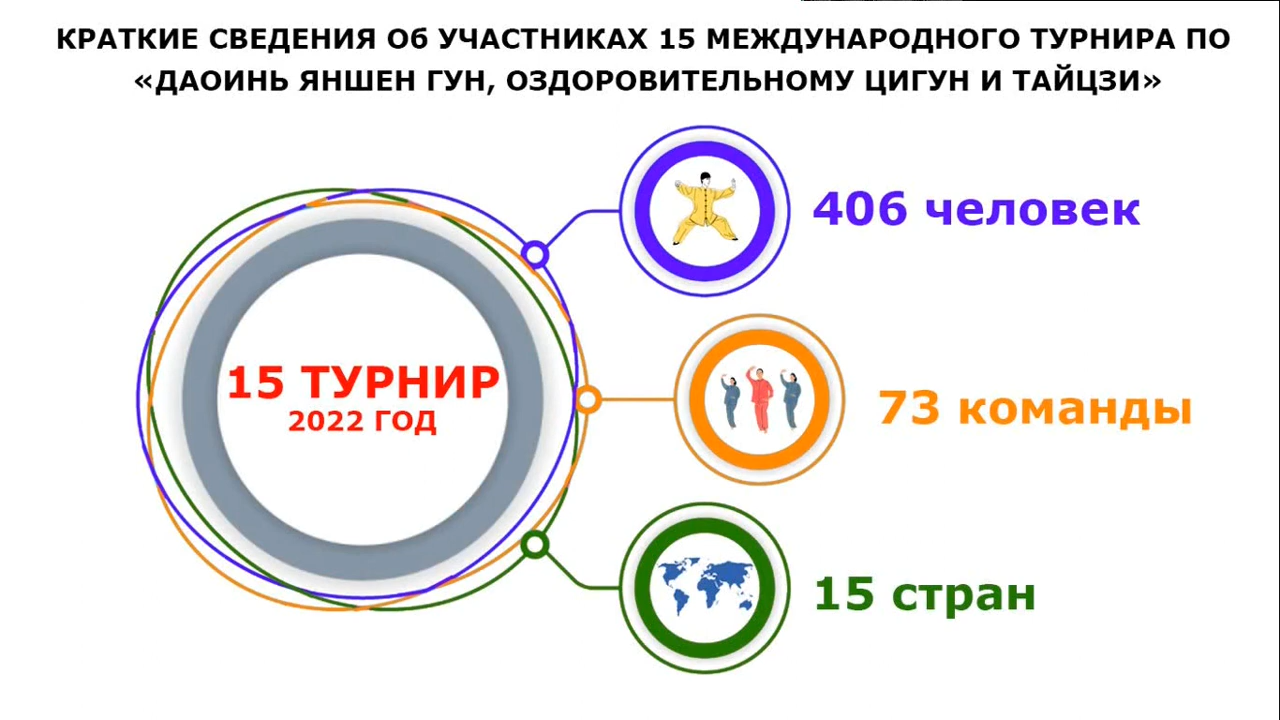 КРАТКИЕ СВЕДЕНИЯ Об УЧАСТНИКАХ 15 МЕЖДУНАРОДНОГО ТУРНИРА ПО
«ДАОИНЬ ЯНШЕН ГУН, ОЗДОРОВИТЕЛЬНОМУ ЦИГУН И ТАЙЦЗИ»
406 человек
15 ТУРНИР
2022 ГОД
73 команды
15 стран